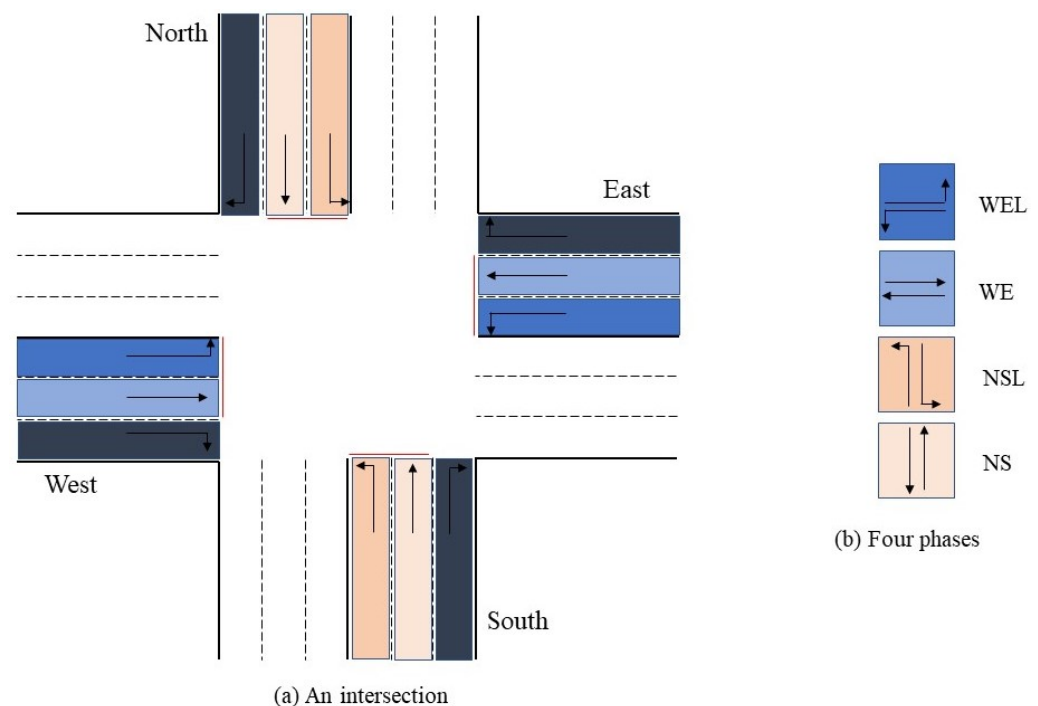 North
East
West
South
(a) An intersection
WEL
WE
NSL
NS
(b) Four phases